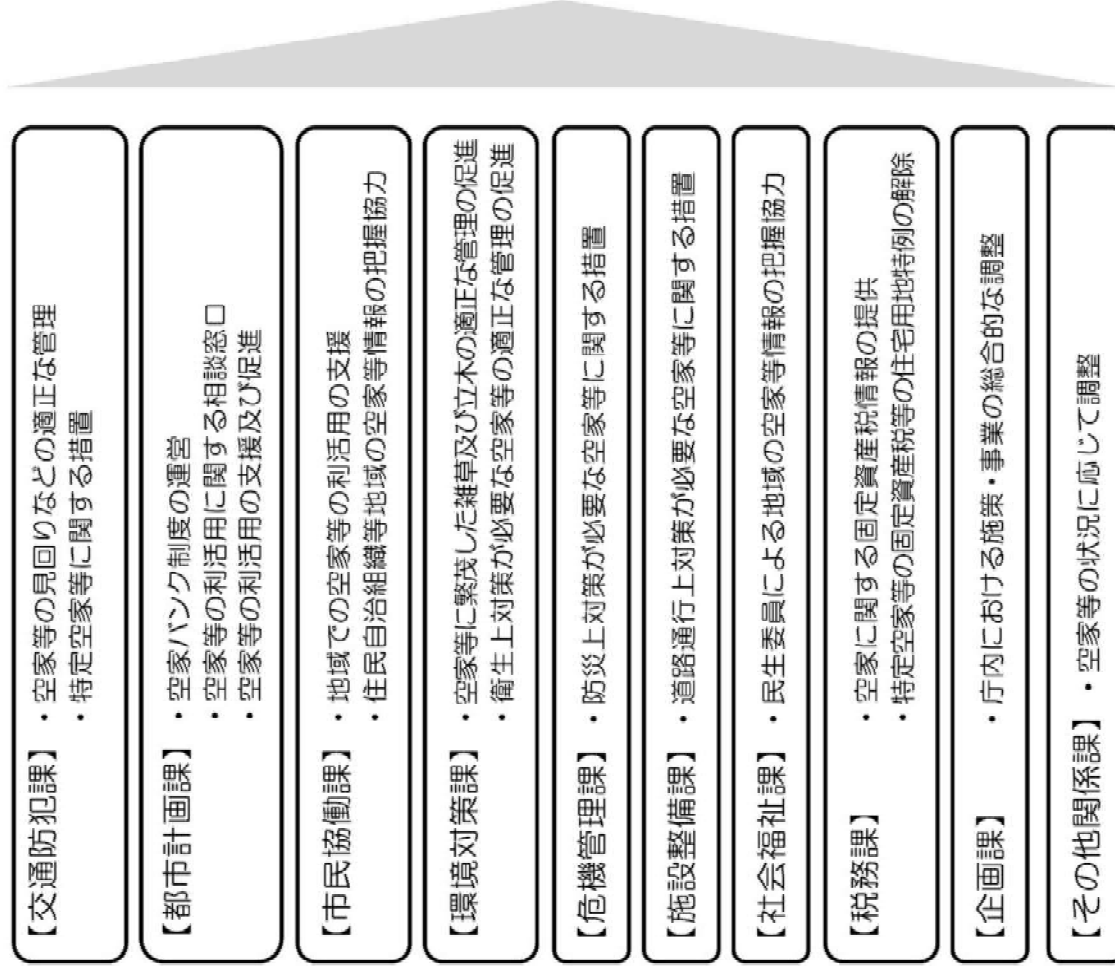 【交通防犯課】・空家等の見回りなどの適正な管理
・特定空家等に関する措置
【都市計画課】・空家バンク制度の運営
・空家等の利活用に関する相談窓口
・空家等の利活用の支援及び促進
【市民協働課】・地域での空家等の利活用の支援
・住民自治組織等地域の空家等情報の把握協力
【環境対策課】・空家等に繁茂した雑草及び立木の適正な管理の促進
・衛生上対策が必要な空家等の適正な管理の促進
【危機管理課】・防災上対策が必要な空家等に関する措置
【施設整備課】・道路通行上対策が必要な空家等に関する措置
【社会福祉課】・民生委員による地域の空家等情報の把握協力
【税務課】・空家に関する固定資産税情報の提供
・特定空家等の固定資産税等の住宅用地特例の解除
【企画課】・庁内における施策・事業の総合的な調整
【その他関係課】・空家等の状況に応じて調整